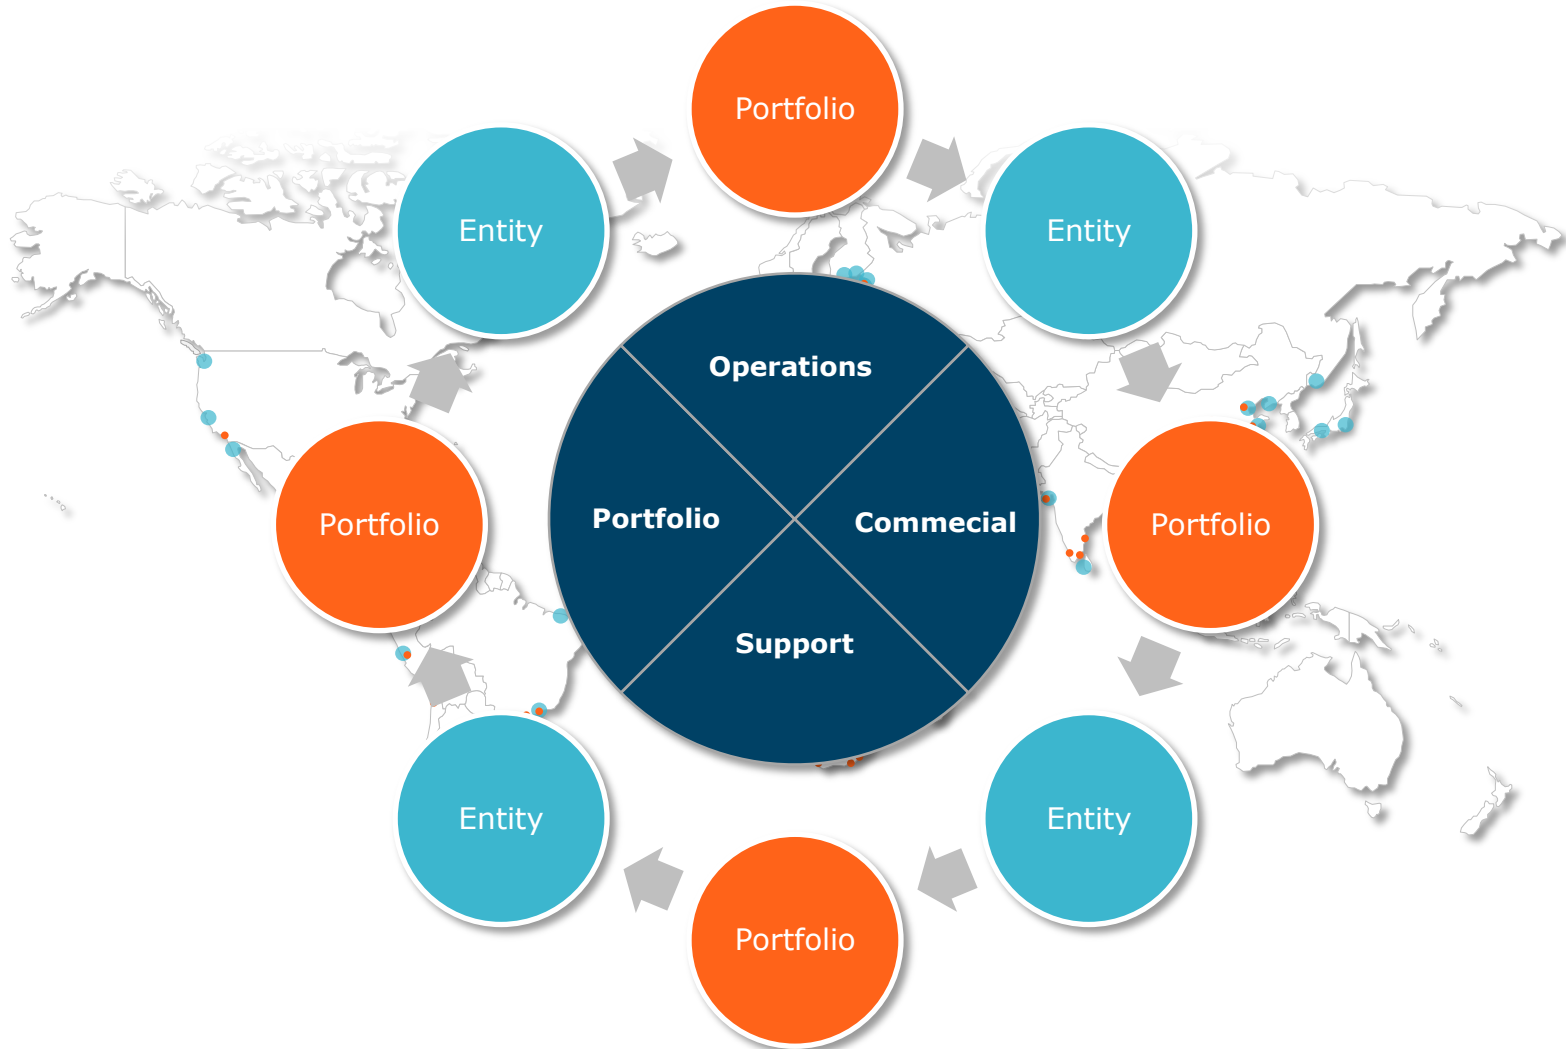 Portfolio
Entity
Entity
Operations
Portfolio
Commecial
Portfolio
Portfolio
Support
Entity
Entity
Portfolio